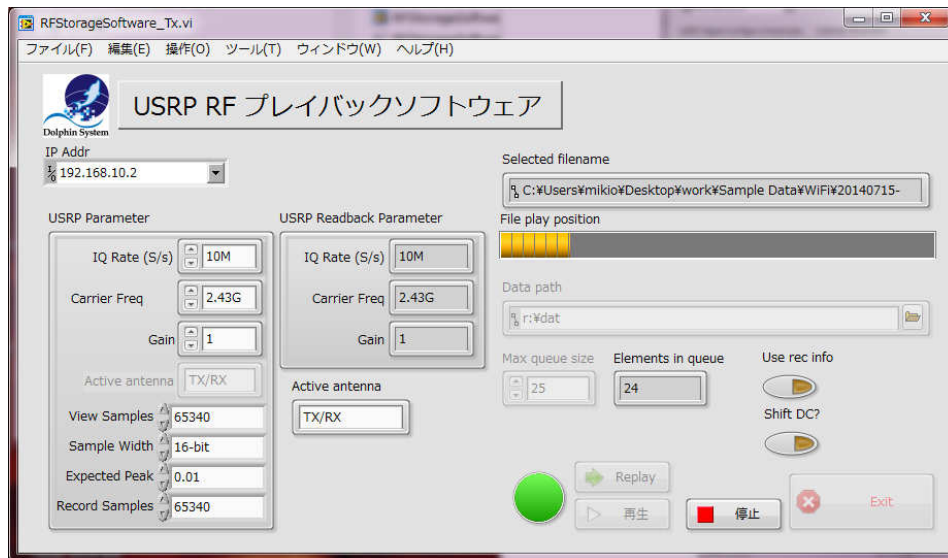 RFStorageSoftware_Tx.vi
ファイル(F) 編集(E) 操作(O) ツール(T) ウィンドウ(W) ヘルプ(H)
Dolphin System
USRP RF プレイバックソフトウェア
IP Addr
192.168.10.2
USRP Parameter
IQ Rate (S/s) 10M
Carrier Freq 2.43G
Gain 1
Active antenna TX/RX
View Samples 65340
Sample Width 16-bit
Expected Peak 0.01
Record Samples 65340
USRP Readback Parameter
IQ Rate (S/s) 10M
Carrier Freq 2.43G
Gain 1
Active antenna
TX/RX
Selected filename
C:¥Users¥mikio¥Desktop¥work¥Sample Data¥WiFi¥20140715-
File play position
Data path
r:¥dat
Max queue size Elements in queue Use rec info
25 24
Shift DC?
Replay
再生 停止 Exit